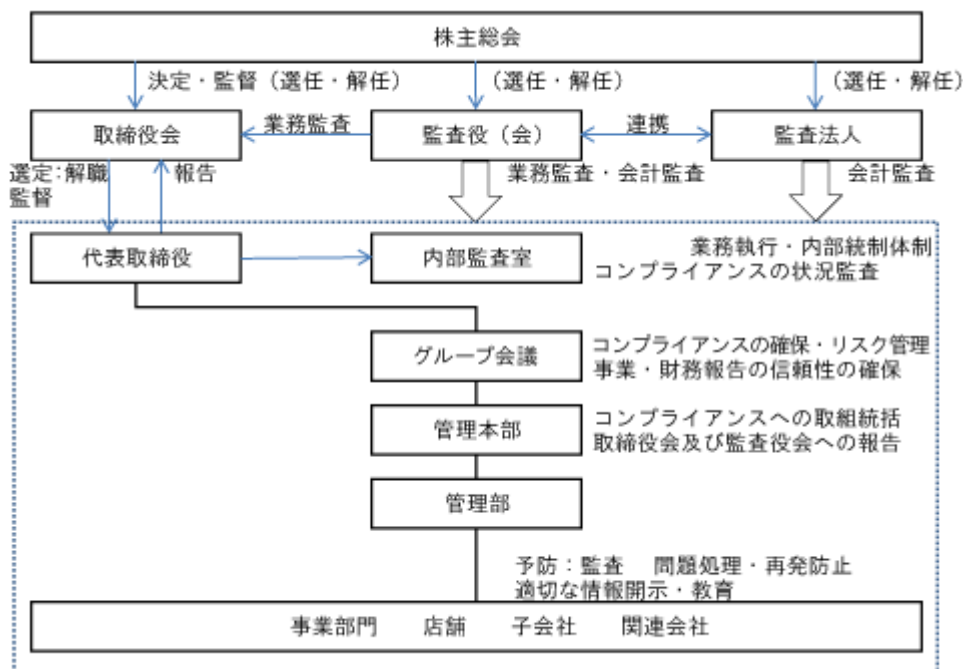 株主総会
決定・監督（選任・解任）
（選任・解任）
（選任・解任）
取締役会
業務監査
監査役（会）
連携
監査法人
選定:解職
監督
報告
業務監査・会計監査
会計監査
代表取締役
内部監査室
業務執行・内部統制体制
コンプライアンスの状況監査
グループ会議
コンプライアンスの確保・リスク管理
事業・財務報告の信頼性の確保
管理本部
コンプライアンスへの取組統括
取締役会及び監査役会への報告
管理部
予防：監査　問題処理・再発防止
適切な情報開示・教育
事業部門　店舗　子会社　関連会社